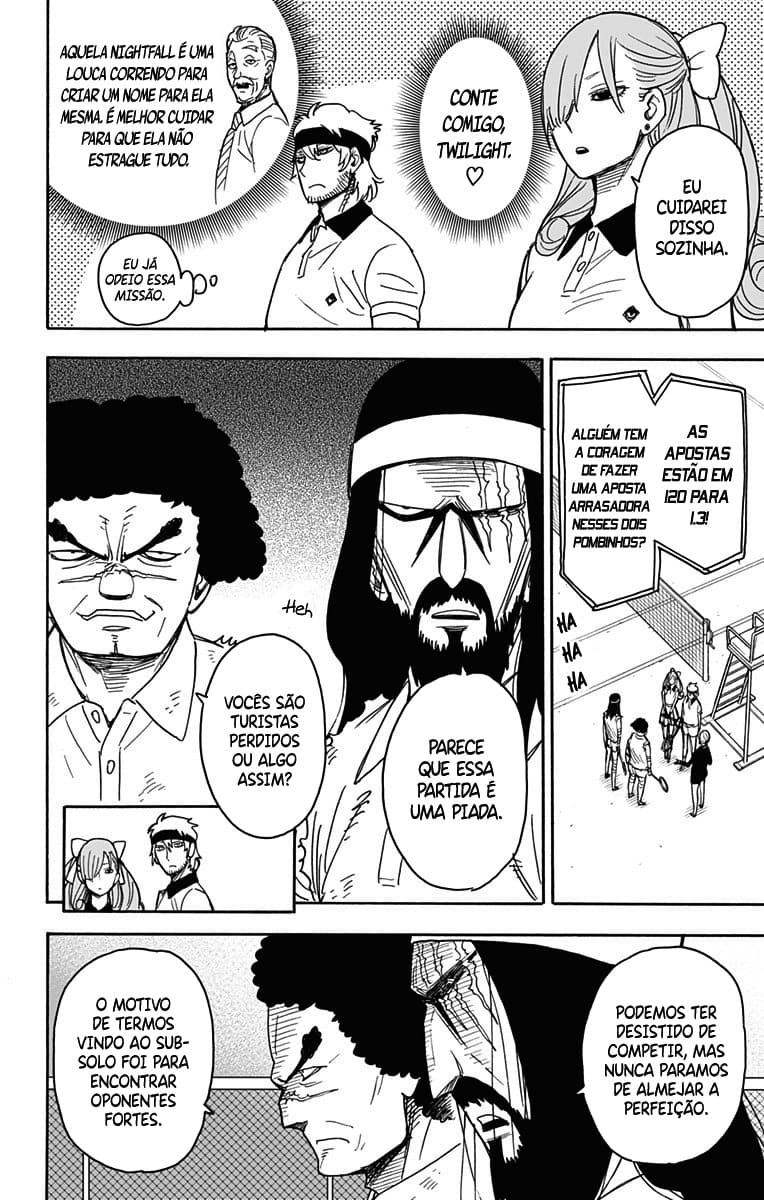 EU
CUIDAREI
DISSO
SOZINHA.
CONTE
COMIGO,
TWILIGHT.
♡
AQUELA NIGHTFALL É UMA
LOUCA CORRENDO PARA
CRIAR UM NOME PARA ELA
MESMA. É MELHOR CUIDAR
PARA QUE ELA NÃO
ESTRAGUE TUDO.
EU JÁ
ODEIO ESSA
MISSÃO.
AS
APOSTAS
ESTÃO EM
120 PARA
1.3!
ALGUÉM TEM
A CORAGEM
DE FAZER
UMA APOSTA
ARRASADORA
NESSES DOIS
POMBINHOS?
HA
HA
HA
PARECE
QUE ESSA
PARTIDA É
UMA PIADA.
Heh
VOCÊS SÃO
TURISTAS
PERDIDOS
OU ALGO
ASSIM?
PODEMOS TER
DESISTIDO DE
COMPETIR, MAS
NUNCA PARAMOS
DE ALMEJAR A
PERFEIÇÃO.
O MOTIVO
DE TERMOS
VINDO AO SUB-
SOLO FOI PARA
ENCONTRAR
OPONENTES
FORTES.